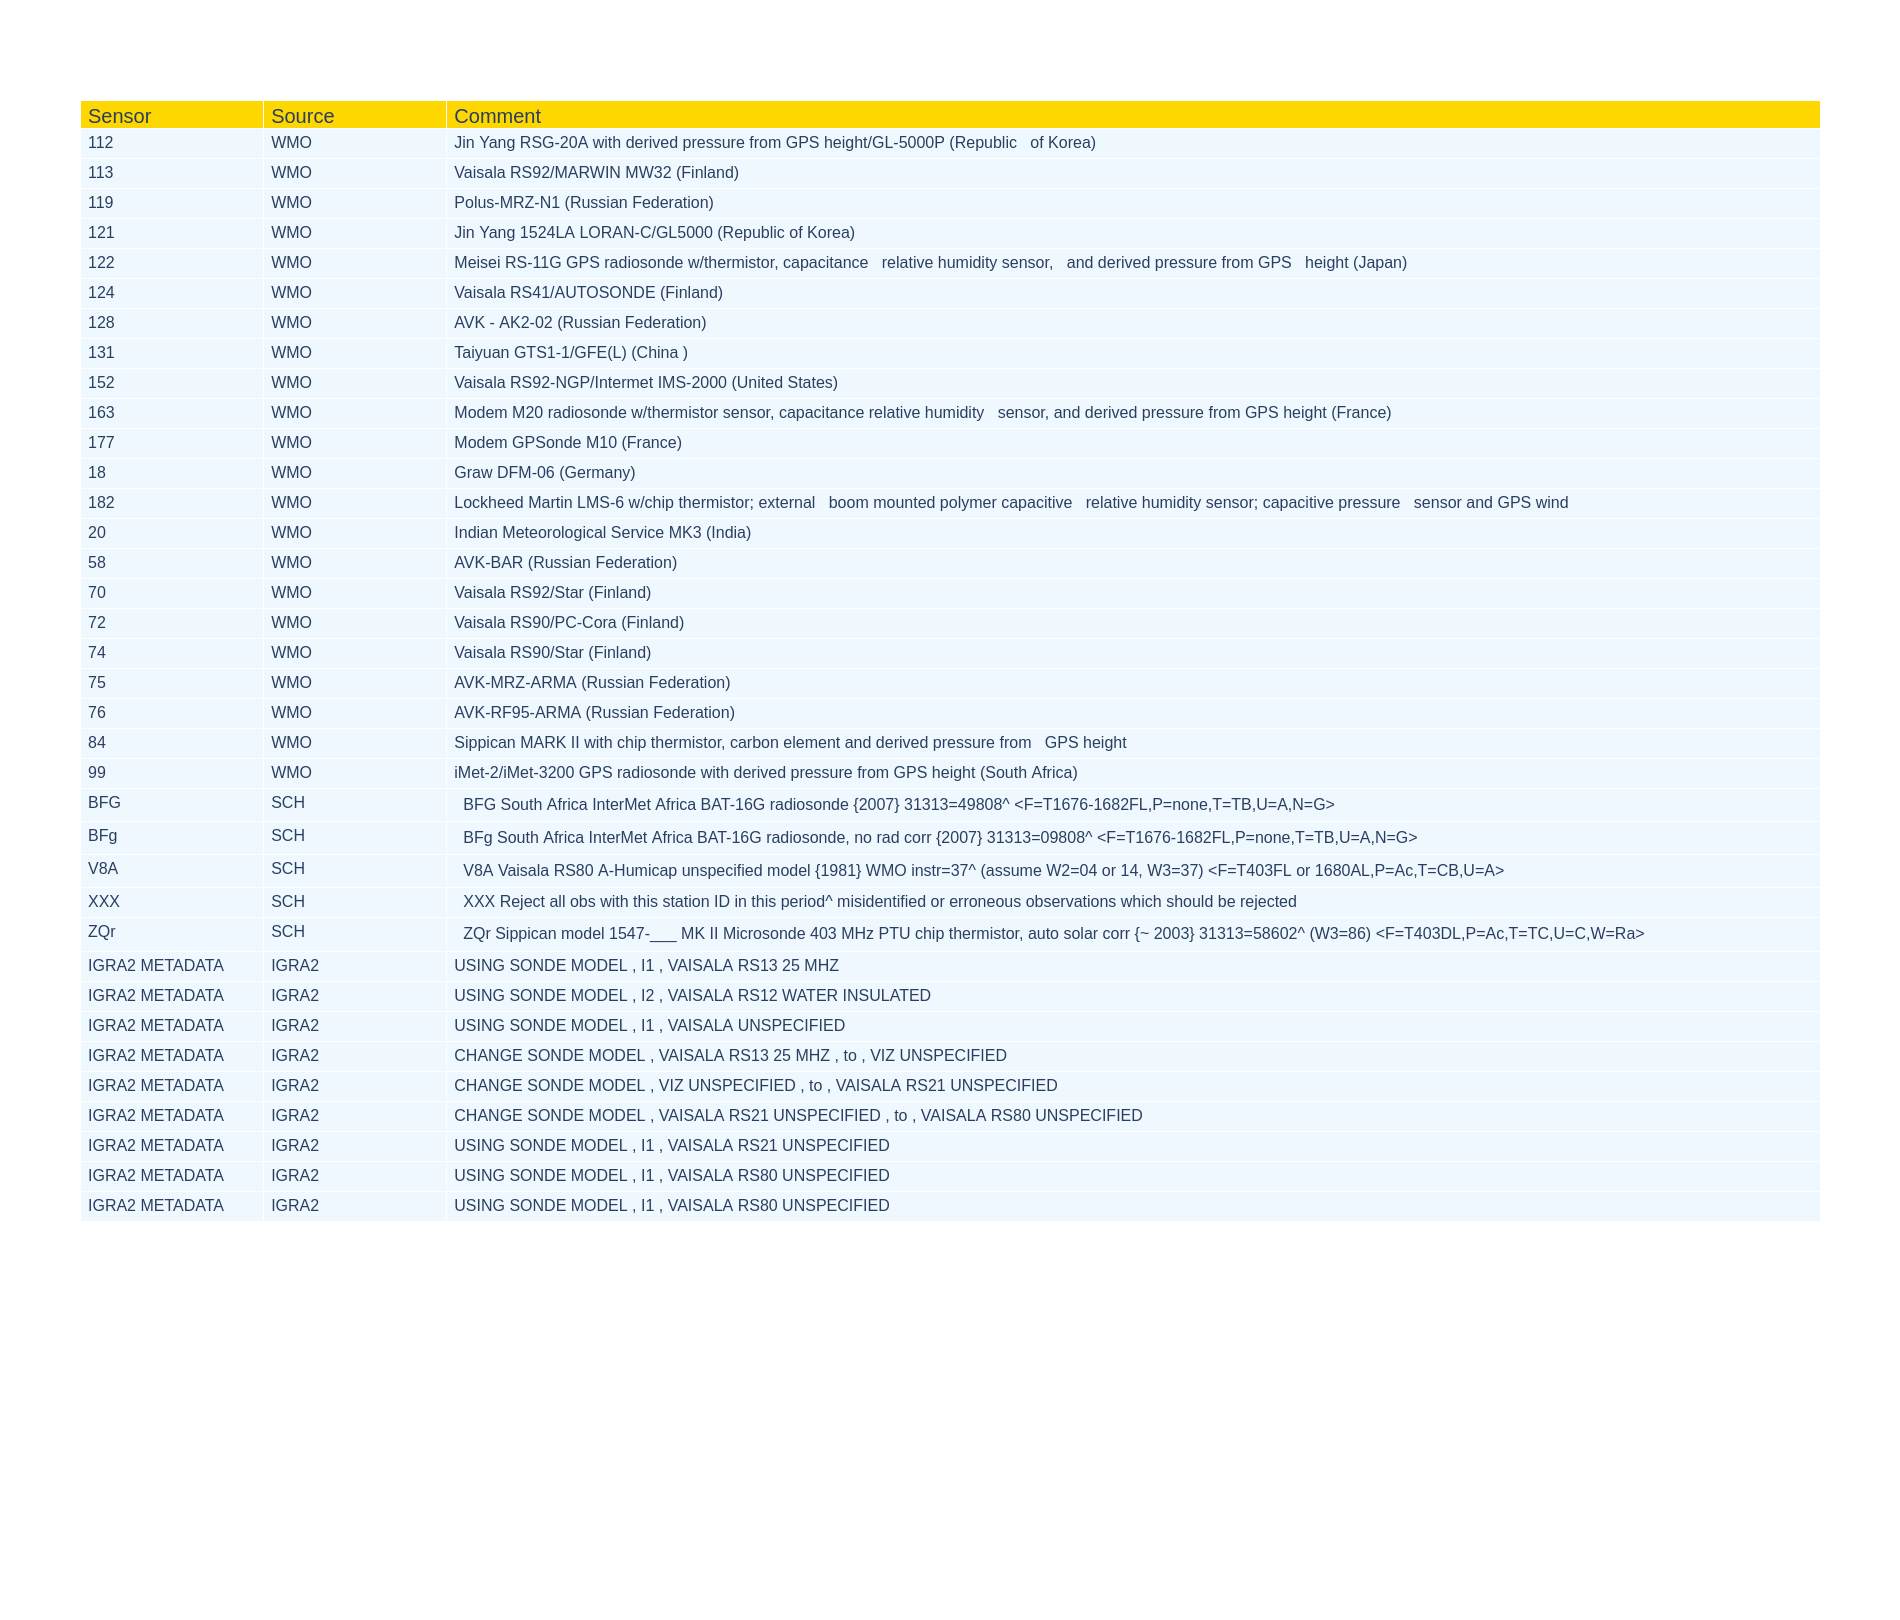 Sensor Source Comment
112 WMO Jin Yang RSG-20A with derived pressure from GPS height/GL-5000P (Republic   of Korea)
113 WMO Vaisala RS92/MARWIN MW32 (Finland)
119 WMO Polus-MRZ-N1 (Russian Federation)
121 WMO Jin Yang 1524LA LORAN-C/GL5000 (Republic of Korea)
122 WMO Meisei RS-11G GPS radiosonde w/thermistor, capacitance   relative humidity sensor,   and derived pressure from GPS   height (Japan)
124 WMO Vaisala RS41/AUTOSONDE (Finland)
128 WMO AVK - AK2-02 (Russian Federation)
131 WMO Taiyuan GTS1-1/GFE(L) (China )
152 WMO Vaisala RS92-NGP/Intermet IMS-2000 (United States)
163 WMO Modem M20 radiosonde w/thermistor sensor, capacitance relative humidity   sensor, and derived pressure from GPS height (France)
177 WMO Modem GPSonde M10 (France)
18 WMO Graw DFM-06 (Germany)
182 WMO Lockheed Martin LMS-6 w/chip thermistor; external   boom mounted polymer capacitive   relative humidity sensor; capacitive pressure   sensor and GPS wind
20 WMO Indian Meteorological Service MK3 (India)
58 WMO AVK-BAR (Russian Federation)
70 WMO Vaisala RS92/Star (Finland)
72 WMO Vaisala RS90/PC-Cora (Finland)
74 WMO Vaisala RS90/Star (Finland)
75 WMO AVK-MRZ-ARMA (Russian Federation)
76 WMO AVK-RF95-ARMA (Russian Federation)
84 WMO Sippican MARK II with chip thermistor, carbon element and derived pressure from   GPS height
99 WMO iMet-2/iMet-3200 GPS radiosonde with derived pressure from GPS height (South Africa)
BFG SCH BFG South Africa InterMet Africa BAT-16G radiosonde {2007} 31313=49808^ <F=T1676-1682FL,P=none,T=TB,U=A,N=G>
BFg SCH BFg South Africa InterMet Africa BAT-16G radiosonde, no rad corr {2007} 31313=09808^ <F=T1676-1682FL,P=none,T=TB,U=A,N=G>
V8A SCH V8A Vaisala RS80 A-Humicap unspecified model {1981} WMO instr=37^ (assume W2=04 or 14, W3=37) <F=T403FL or 1680AL,P=Ac,T=CB,U=A>
XXX SCH XXX Reject all obs with this station ID in this period^ misidentified or erroneous observations which should be rejected
ZQr SCH ZQr Sippican model 1547-___ MK II Microsonde 403 MHz PTU chip thermistor, auto solar corr {~ 2003} 31313=58602^ (W3=86) <F=T403DL,P=Ac,T=TC,U=C,W=Ra>
IGRA2 METADATA IGRA2 USING SONDE MODEL , I1 , VAISALA RS13 25 MHZ
IGRA2 METADATA IGRA2 USING SONDE MODEL , I2 , VAISALA RS12 WATER INSULATED
IGRA2 METADATA IGRA2 USING SONDE MODEL , I1 , VAISALA UNSPECIFIED
IGRA2 METADATA IGRA2 CHANGE SONDE MODEL , VAISALA RS13 25 MHZ , to , VIZ UNSPECIFIED
IGRA2 METADATA IGRA2 CHANGE SONDE MODEL , VIZ UNSPECIFIED , to , VAISALA RS21 UNSPECIFIED
IGRA2 METADATA IGRA2 CHANGE SONDE MODEL , VAISALA RS21 UNSPECIFIED , to , VAISALA RS80 UNSPECIFIED
IGRA2 METADATA IGRA2 USING SONDE MODEL , I1 , VAISALA RS21 UNSPECIFIED
IGRA2 METADATA IGRA2 USING SONDE MODEL , I1 , VAISALA RS80 UNSPECIFIED
IGRA2 METADATA IGRA2 USING SONDE MODEL , I1 , VAISALA RS80 UNSPECIFIED